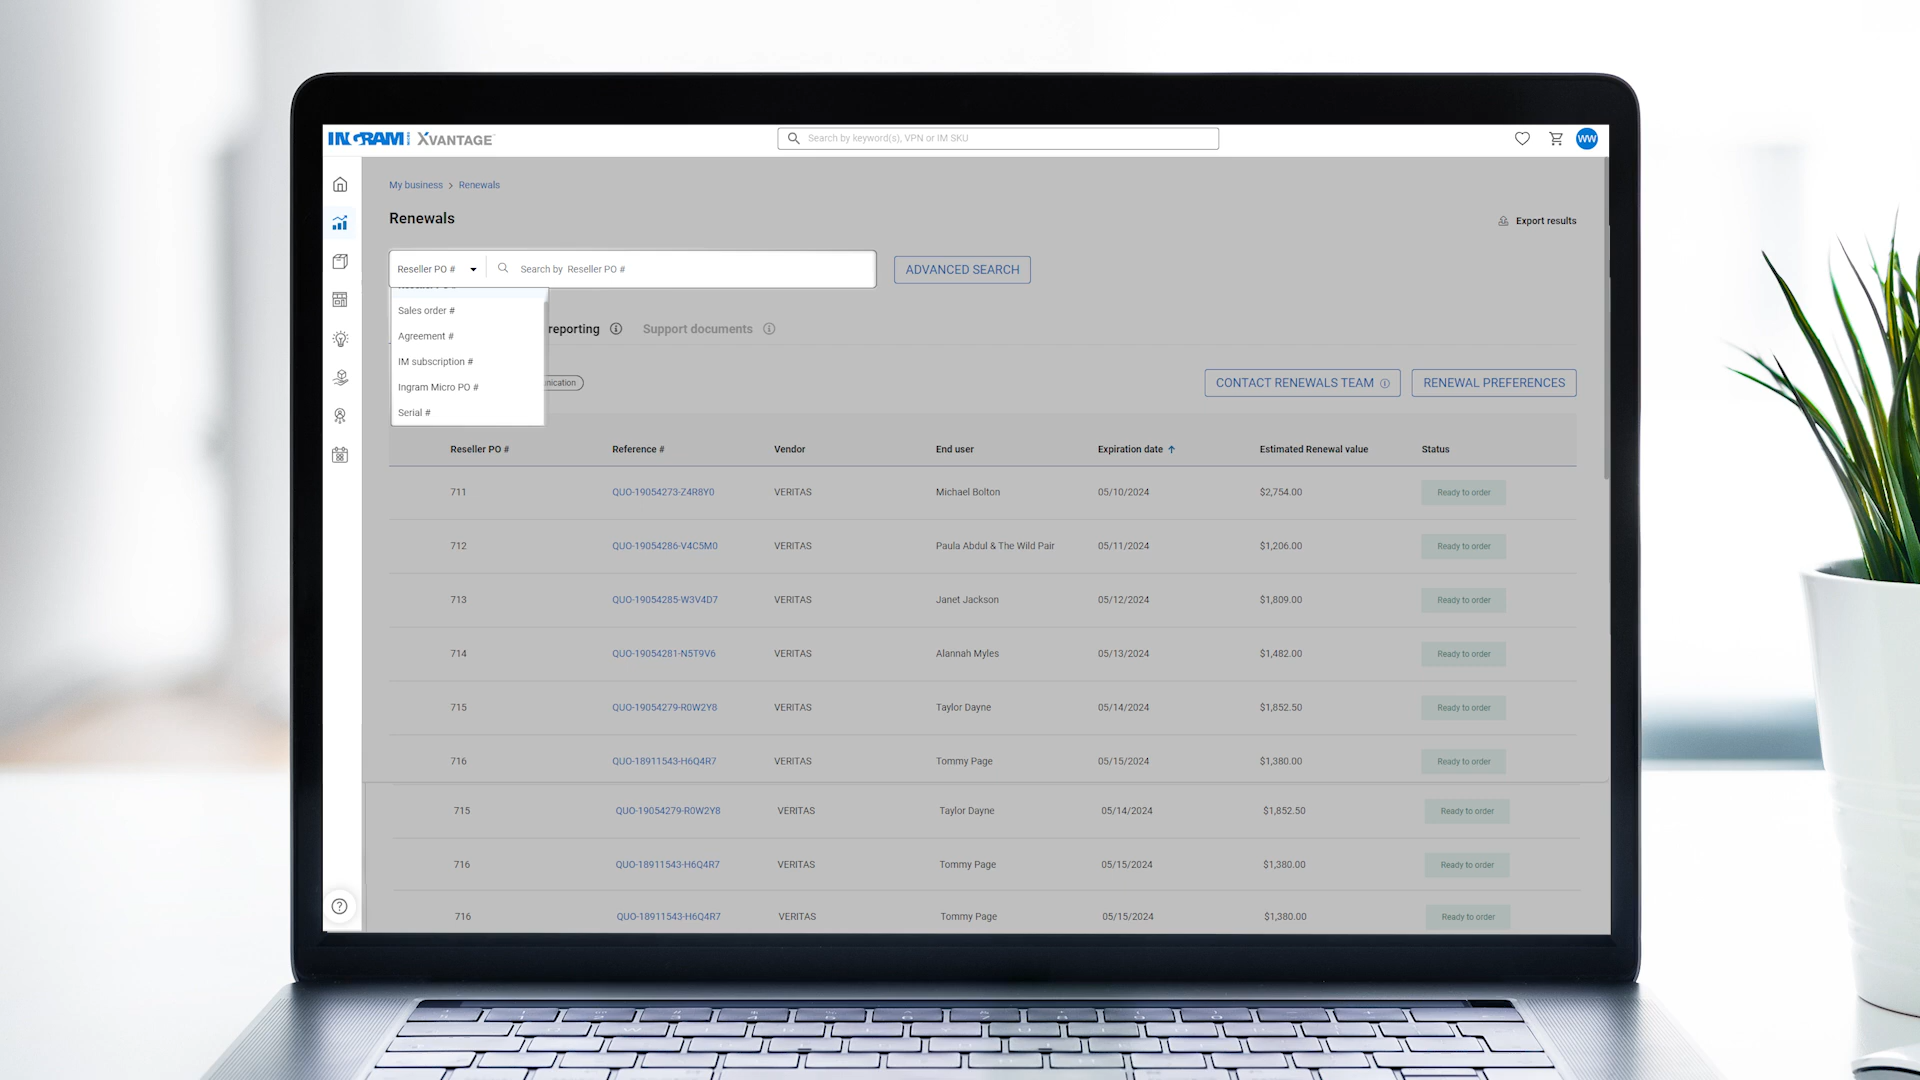 INGRAM XVANTAGE
Search by keyword(s), VPN or IM SKU
WW
My business > Renewals
Renewals
Export results
Reseller PO #
Search by Reseller PO #
ADVANCED SEARCH
Reseller PO #
Sales order #
Agreement #
IM subscription #
Ingram Micro PO #
Serial #
reporting
Support documents
CONTACT RENEWALS TEAM
RENEWAL PREFERENCES
Reseller PO # Reference # Vendor End user Expiration date Estimated Renewal value Status
711 QUO-19054273-Z4R8Y0 VERITAS Michael Bolton 05/10/2024 $2,754.00 Ready to order
712 QUO-19054286-V4C5M0 VERITAS Paula Abdul & The Wild Pair 05/11/2024 $1,206.00 Ready to order
713 QUO-19054285-W3V4D7 VERITAS Janet Jackson 05/12/2024 $1,809.00 Ready to order
714 QUO-19054281-N5T9V6 VERITAS Alannah Myles 05/13/2024 $1,482.00 Ready to order
715 QUO-19054279-R0W2Y8 VERITAS Taylor Dayne 05/14/2024 $1,852.50 Ready to order
716 QUO-18911543-H6Q4R7 VERITAS Tommy Page 05/15/2024 $1,380.00 Ready to order
715 QUO-19054279-R0W2Y8 VERITAS Taylor Dayne 05/14/2024 $1,852.50 Ready to order
716 QUO-18911543-H6Q4R7 VERITAS Tommy Page 05/15/2024 $1,380.00 Ready to order
716 QUO-18911543-H6Q4R7 VERITAS Tommy Page 05/15/2024 $1,380.00 Ready to order